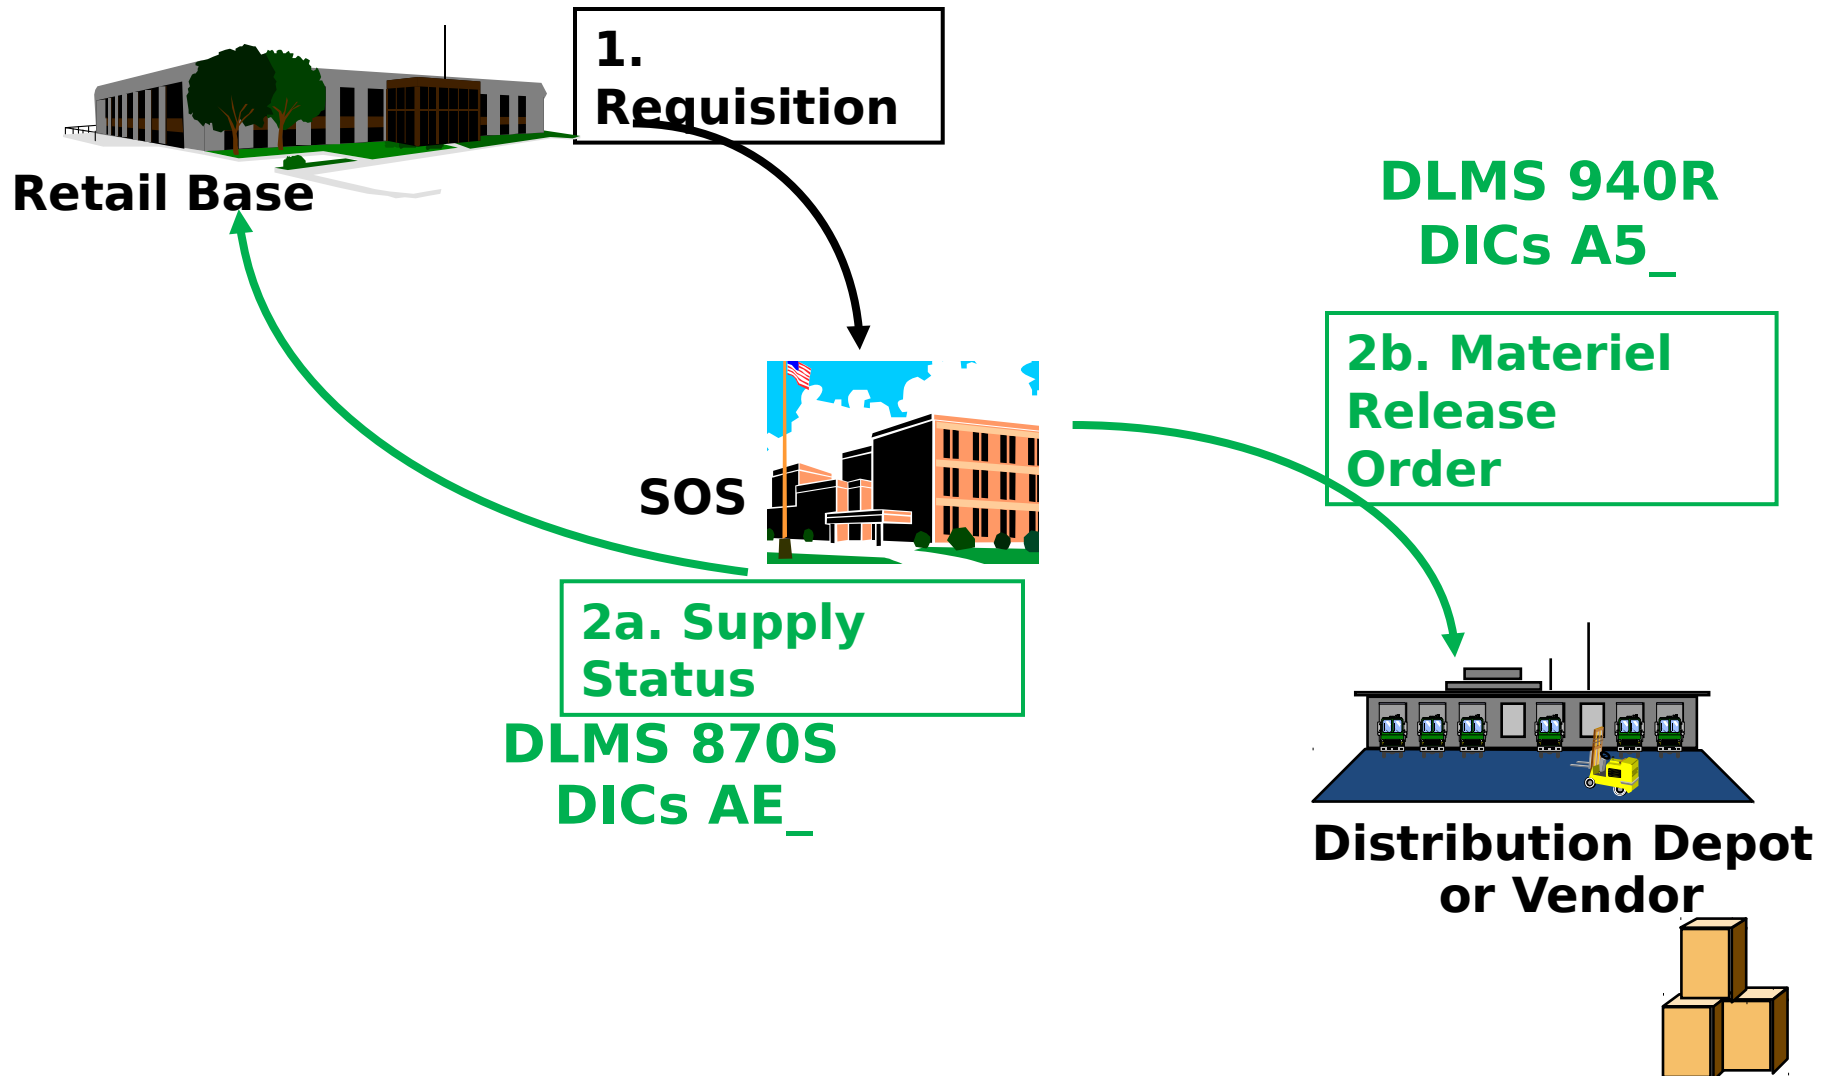 1.
Requisition
Retail Base
DLMS 940R
DICs A5_
2b. Materiel
Release
Order
SOS
2a. Supply
Status
DLMS 870S
DICs AE_
Distribution Depot
or Vendor